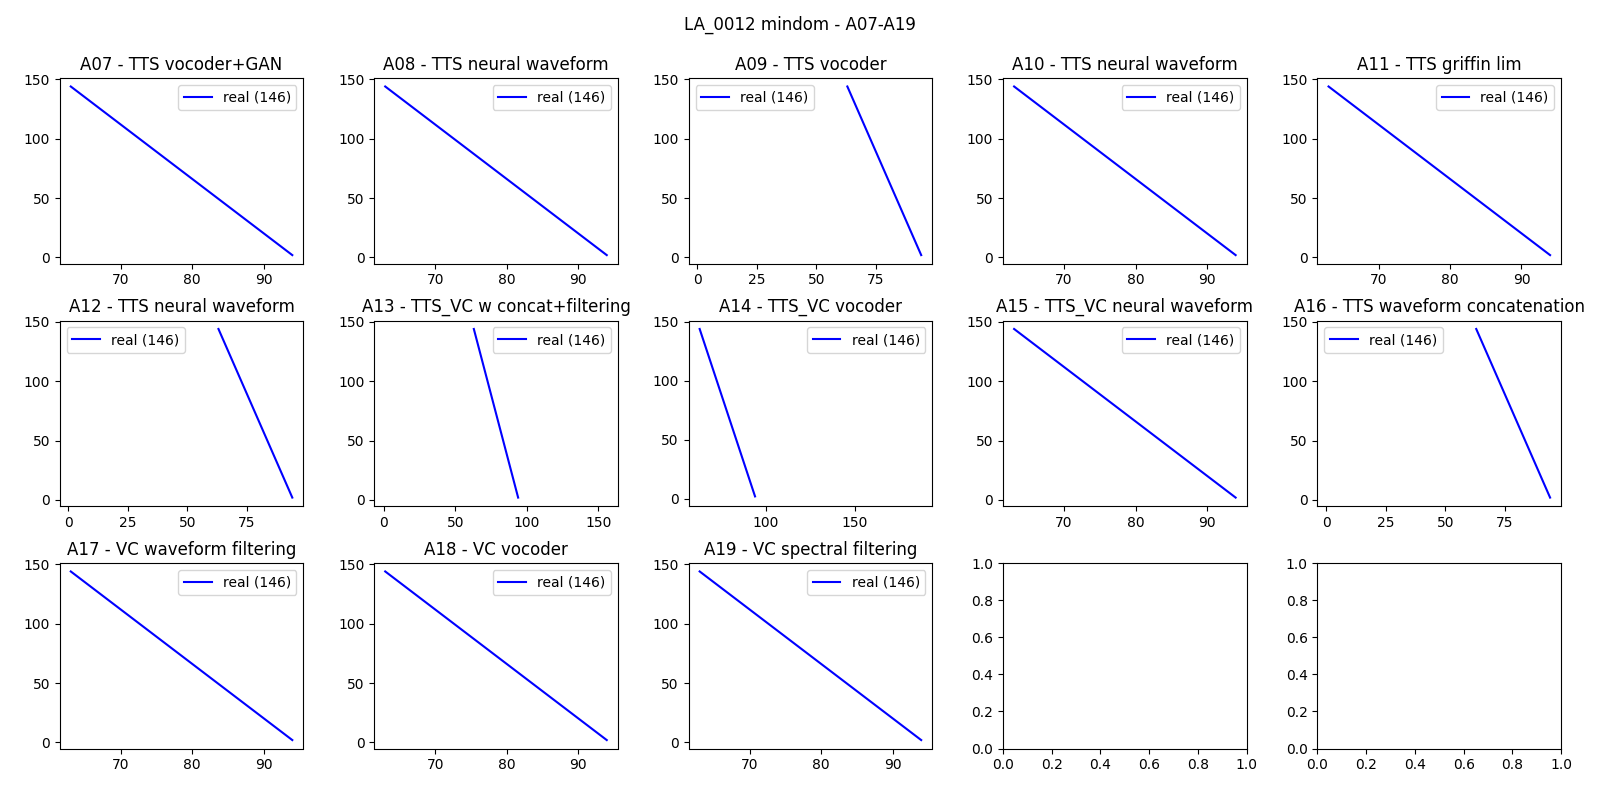 LA_0012 mindom - A07-A19
A07 - TTS vocoder+GAN
A08 - TTS neural waveform
A09 - TTS vocoder
A10 - TTS neural waveform
A11 - TTS griffin lim
150
100
50
0
70 80 90
real (146)
150
100
50
0
70 80 90
real (146)
150
100
50
0
0 25 50 75
real (146)
150
100
50
0
70 80 90
real (146)
150
100
50
0
70 80 90
real (146)
A12 - TTS neural waveform
A13 - TTS_VC w concat+filtering
A14 - TTS_VC vocoder
A15 - TTS_VC neural waveform
A16 - TTS waveform concatenation
150
100
50
0
0 25 50 75
real (146)
150
100
50
0
0 50 100 150
real (146)
150
100
50
0
100 150
real (146)
150
100
50
0
70 80 90
real (146)
150
100
50
0
0 25 50 75
real (146)
A17 - VC waveform filtering
A18 - VC vocoder
A19 - VC spectral filtering
150
100
50
0
70 80 90
real (146)
150
100
50
0
70 80 90
real (146)
150
100
50
0
70 80 90
real (146)
1.0
0.8
0.6
0.4
0.2
0.0
0.0 0.2 0.4 0.6 0.8 1.0
1.0
0.8
0.6
0.4
0.2
0.0
0.0 0.2 0.4 0.6 0.8 1.0